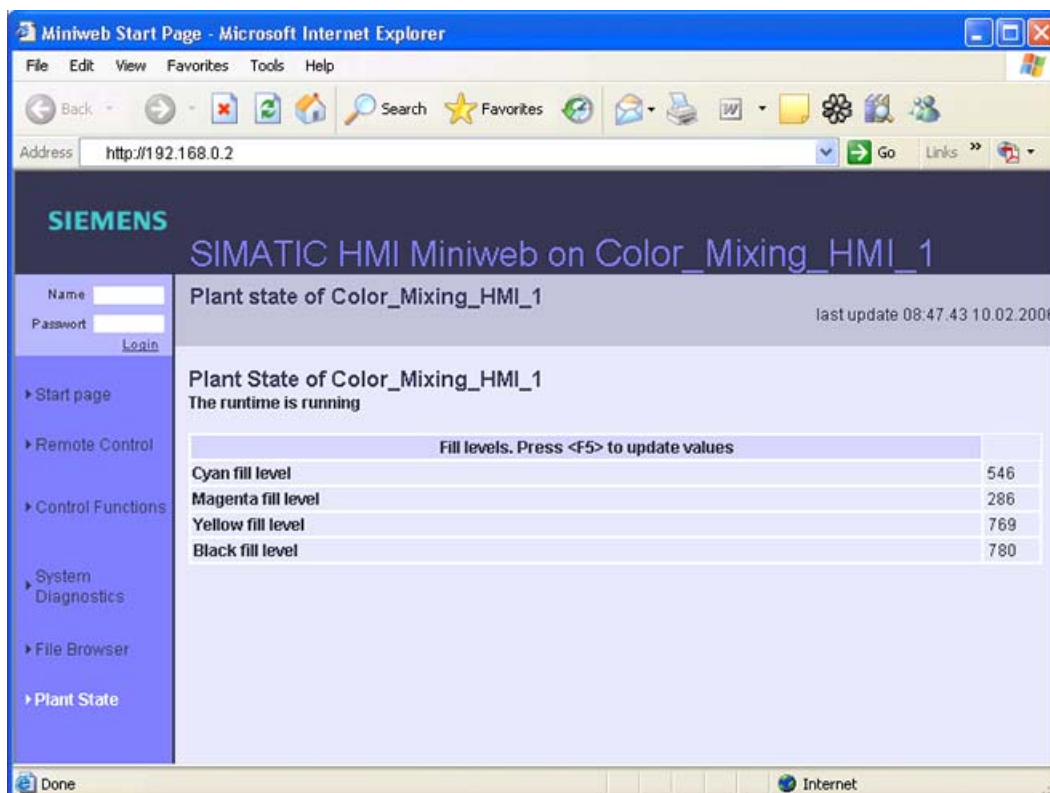 Miniweb Start Page - Microsoft Internet Explorer
File Edit View Favorites Tools Help
Back Search Favorites
Address http://192.168.0.2 Go Links »
SIEMENS
SIMATIC HMI Miniweb on Color_Mixing_HMI_1
Name
Passwort
Login
Plant state of Color_Mixing_HMI_1
last update 08:47.43 10.02.2006
Start page
Remote Control
Control Functions
System
Diagnostics
File Browser
Plant State
Plant State of Color_Mixing_HMI_1
The runtime is running
Fill levels. Press <F5> to update values
Cyan fill level 546
Magenta fill level 286
Yellow fill level 769
Black fill level 780
Done Internet